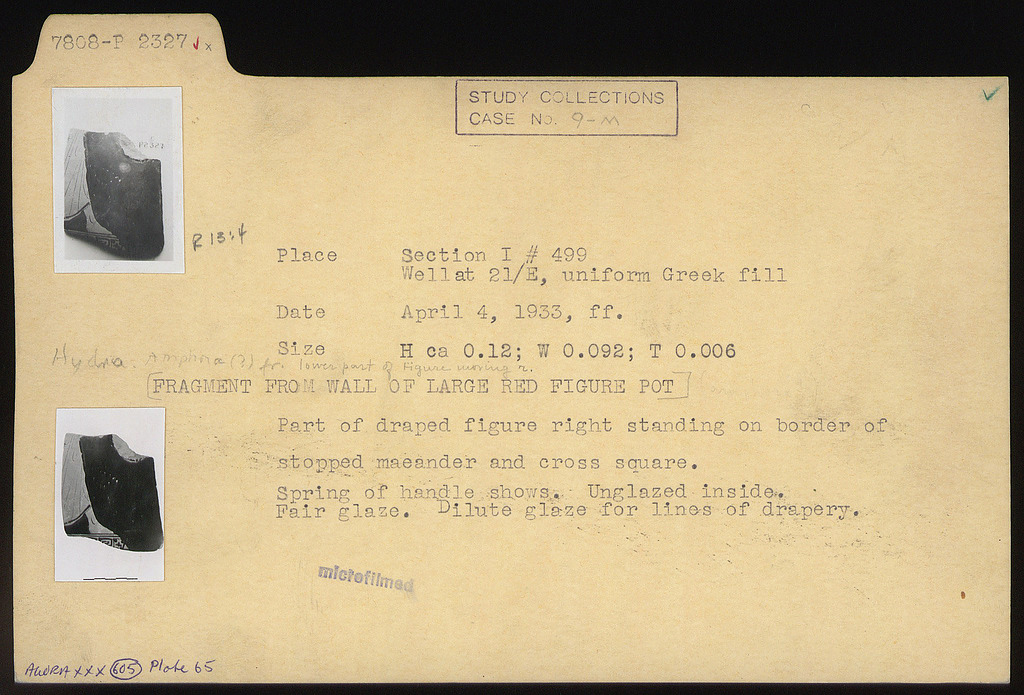 7808-P 2327 ✓ x
STUDY COLLECTIONS
CASE No. 9-M
P2327
R 13:4
Place Section I # 499
Wellat 21/E, uniform Greek fill
Date April 4, 1933, ff.
Size H ca 0.12; W 0.092; T 0.006
Hydria. Amphora (?) fr. lower part of Figure moving r.
[FRAGMENT FROM WALL OF LARGE RED FIGURE POT]
Part of draped figure right standing on border of
stopped maeander and cross square.
Spring of handle shows. Unglazed inside.
Fair glaze. Dilute glaze for lines of drapery.
microfilmed
AGORA XXX 605 Plate 65